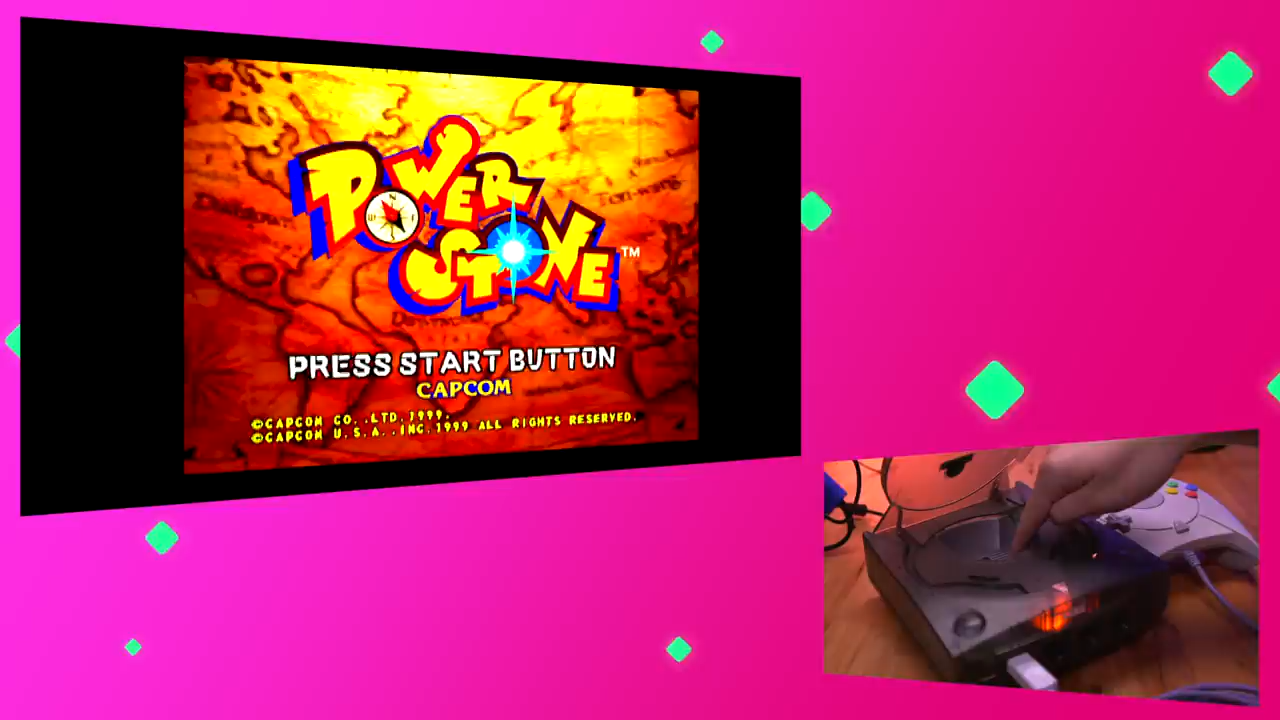 POWER
STONE™
PRESS START BUTTON
CAPCOM
©CAPCOM CO.,LTD.1999.
©CAPCOM U.S.A.,INC.1999 ALL RIGHTS RESERVED.